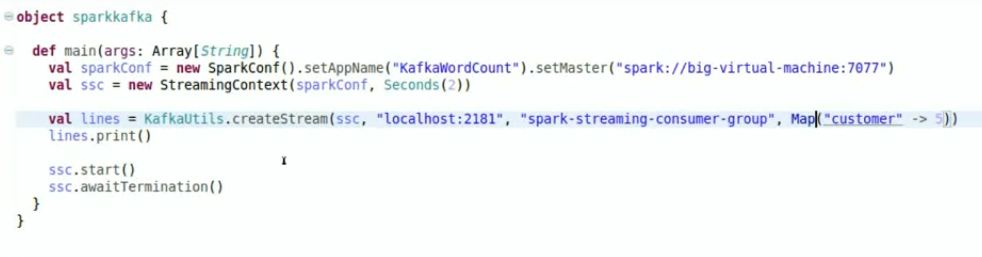 object sparkkafka {
def main(args: Array[String]) {
val sparkConf = new SparkConf().setAppName("KafkaWordCount").setMaster("spark://big-virtual-machine:7077")
val ssc = new StreamingContext(sparkConf, Seconds(2))
val lines = KafkaUtils.createStream(ssc, "localhost:2181", "spark-streaming-consumer-group", Map("customer" -> 5))
lines.print()
ssc.start()
ssc.awaitTermination()
}
}